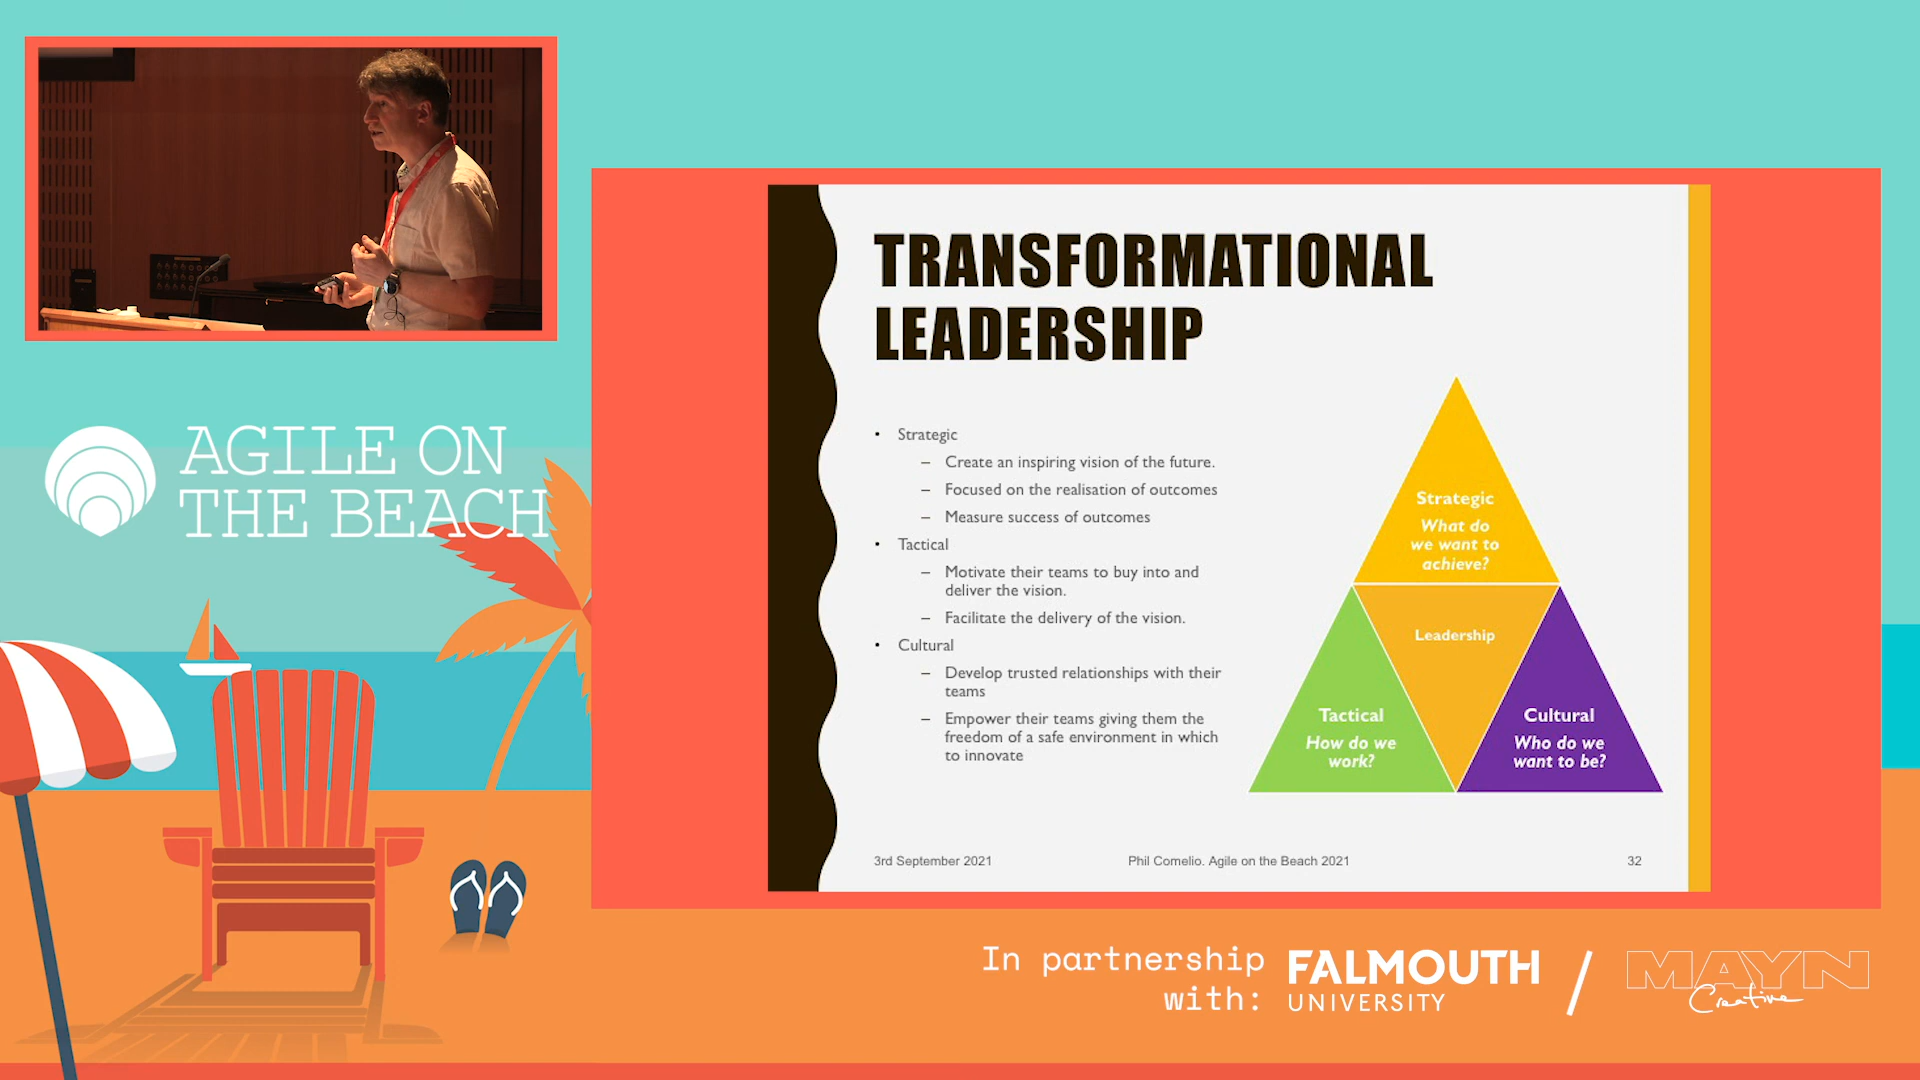 AGILE ON
THE BEACH
TRANSFORMATIONAL
LEADERSHIP
• Strategic
– Create an inspiring vision of the future.
– Focused on the realisation of outcomes
– Measure success of outcomes
• Tactical
– Motivate their teams to buy into and
deliver the vision.
– Facilitate the delivery of the vision.
• Cultural
– Develop trusted relationships with their
teams
– Empower their teams giving them the
freedom of a safe environment in which
to innovate
Strategic
What do
we want to
achieve?
Leadership
Tactical
How do we
work?
Cultural
Who do we
want to be?
3rd September 2021
Phil Comelio. Agile on the Beach 2021
32
In partnership
with:
FALMOUTH
UNIVERSITY
/
MAYN
Creative